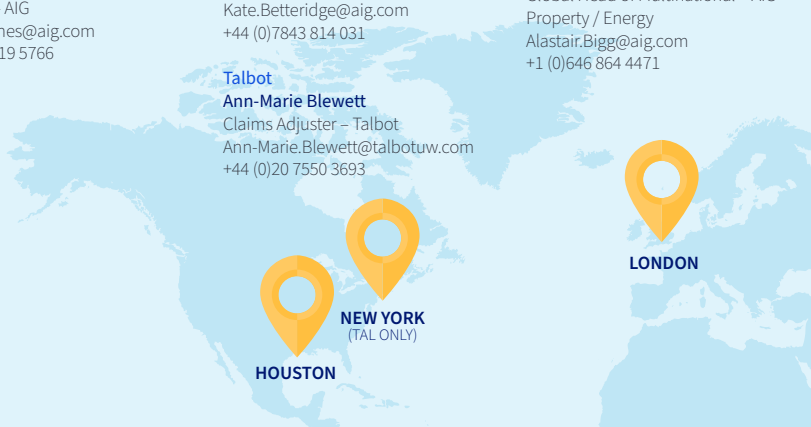 AIG
nes@aig.com
19 5766
Kate.Betteridge@aig.com
+44 (0)7843 814 031
Talbot
Ann-Marie Blewett
Claims Adjuster – Talbot
Ann-Marie.Blewett@talbotuw.com
+44 (0)20 7550 3693
Property / Energy
Alastair.Bigg@aig.com
+1 (0)646 864 4471
LONDON
NEW YORK
(TAL ONLY)
HOUSTON